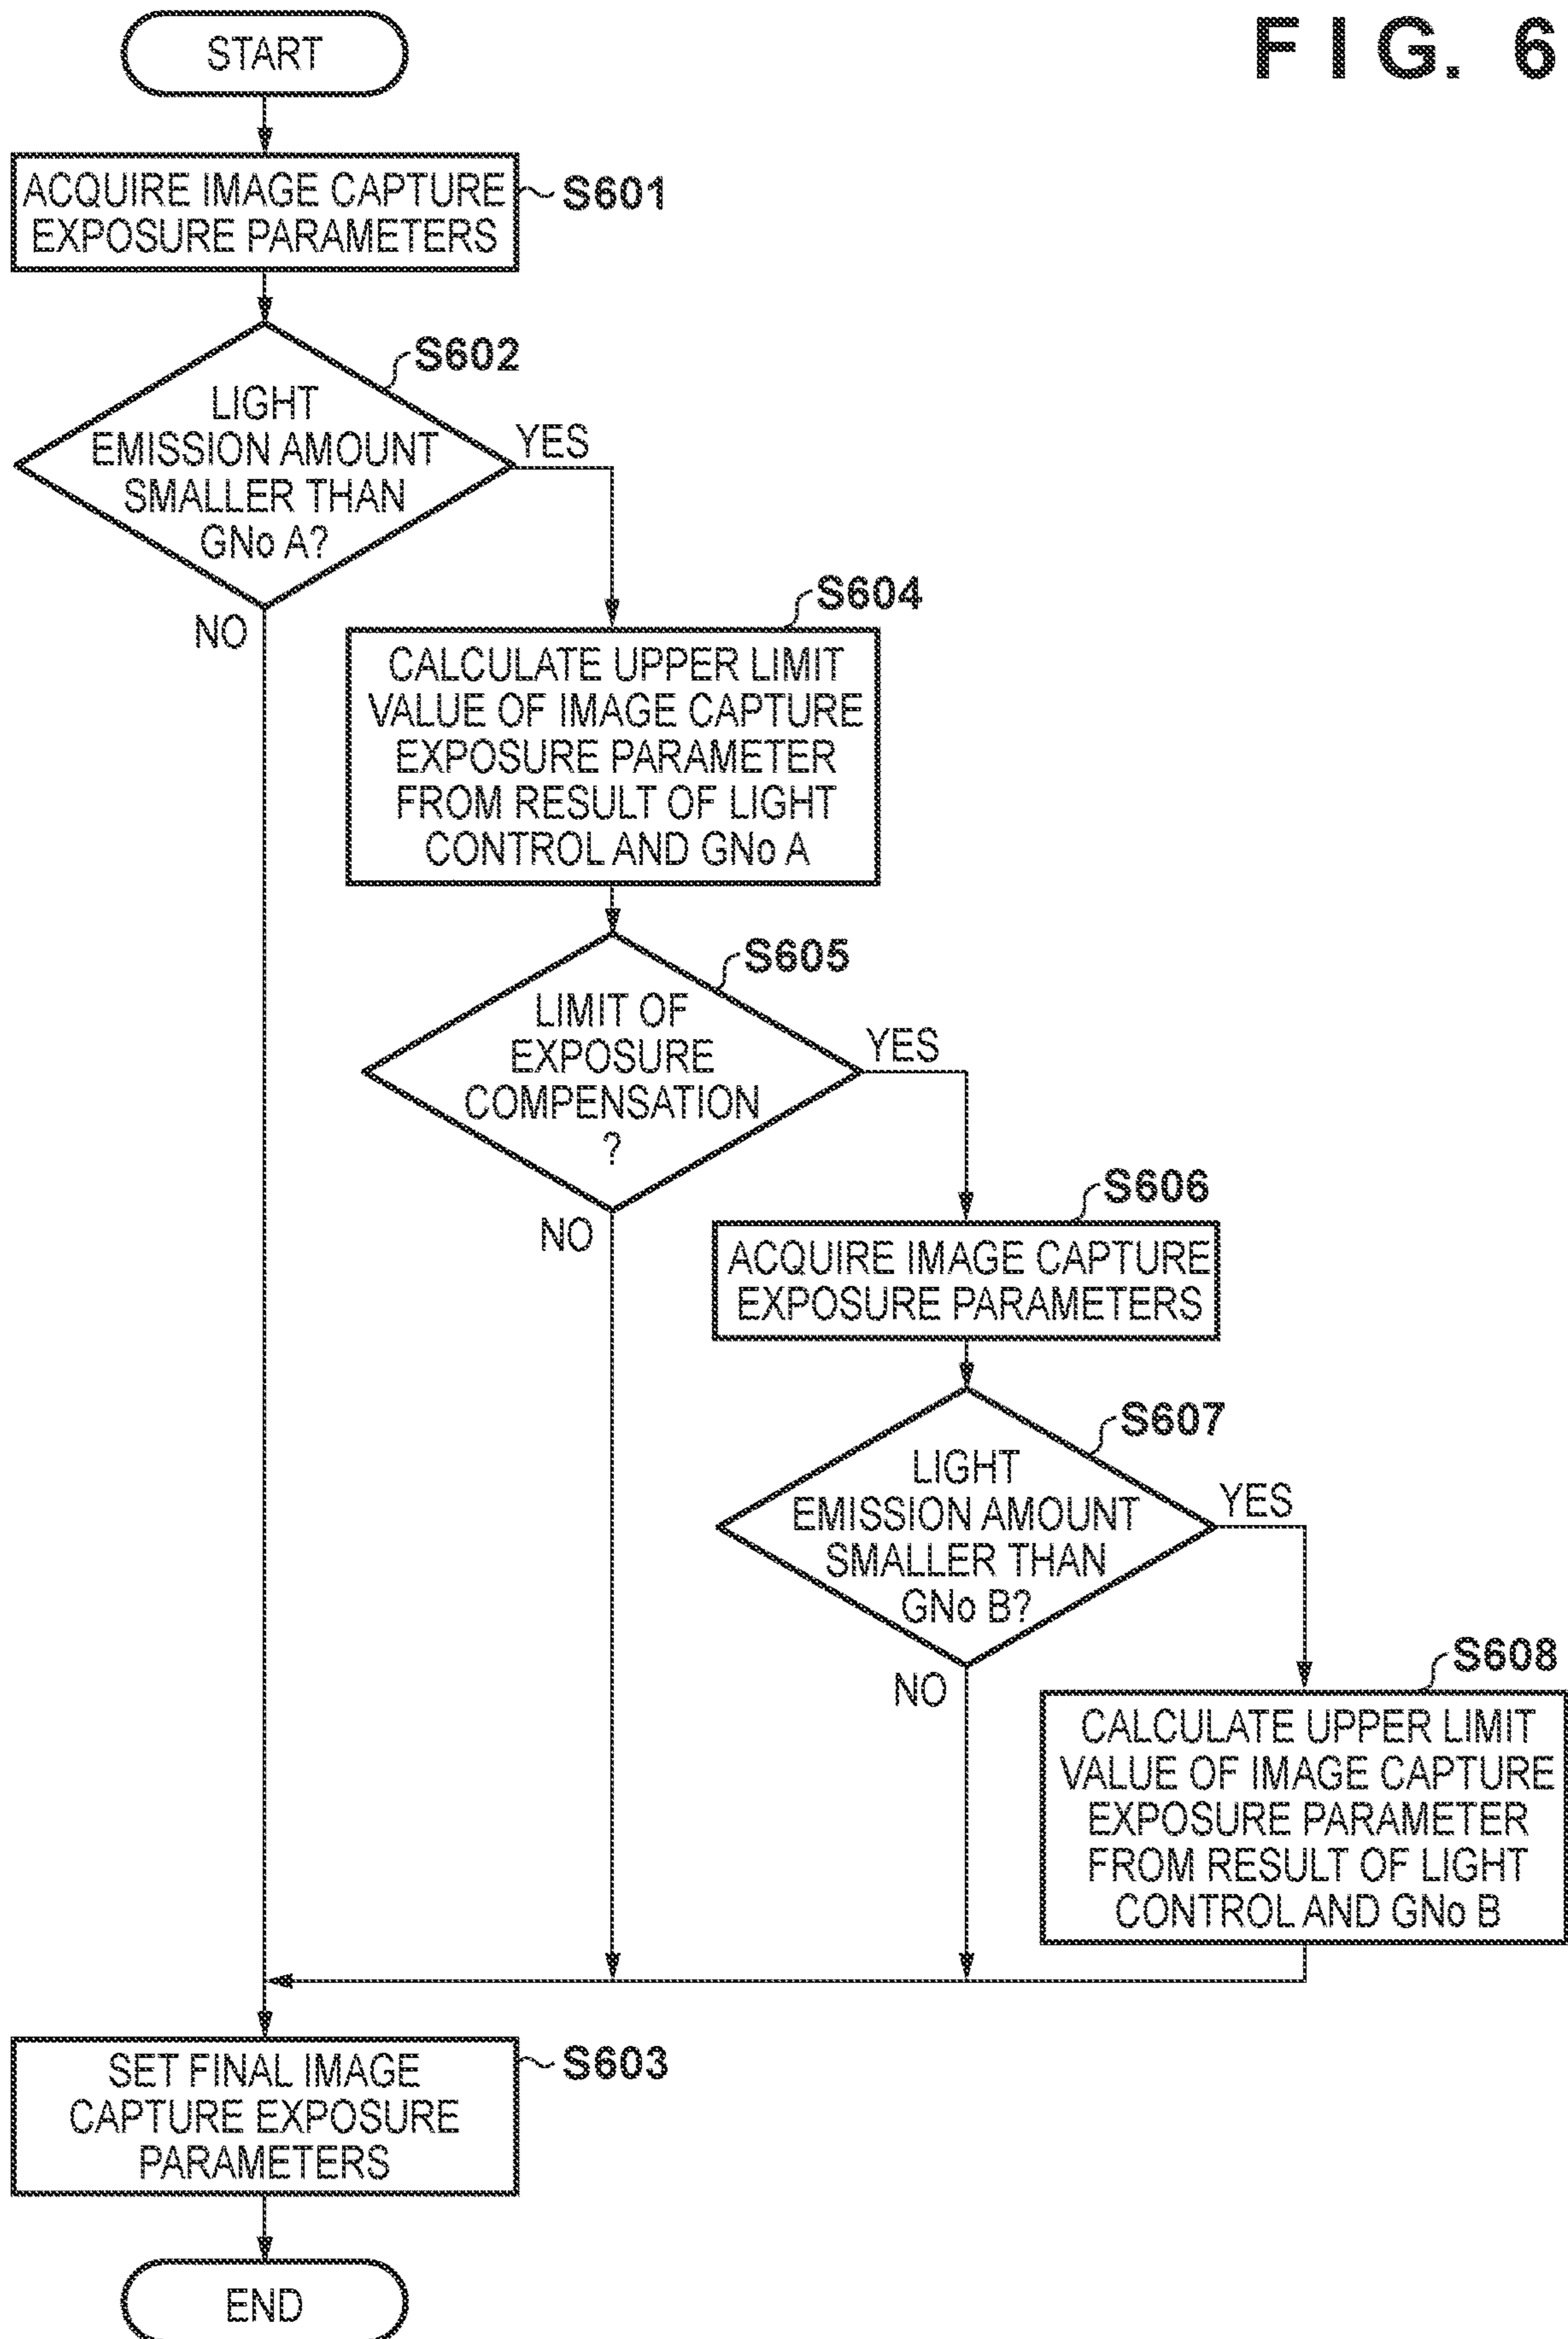 FIG. 6
START
ACQUIRE IMAGE CAPTURE
EXPOSURE PARAMETERS
S601
S602
LIGHT
EMISSION AMOUNT
SMALLER THAN
GNo A?
YES
NO
S604
CALCULATE UPPER LIMIT
VALUE OF IMAGE CAPTURE
EXPOSURE PARAMETER
FROM RESULT OF LIGHT
CONTROL AND GNo A
S605
LIMIT OF
EXPOSURE
COMPENSATION
?
YES
NO
S606
ACQUIRE IMAGE CAPTURE
EXPOSURE PARAMETERS
S607
LIGHT
EMISSION AMOUNT
SMALLER THAN
GNo B?
YES
NO
S608
CALCULATE UPPER LIMIT
VALUE OF IMAGE CAPTURE
EXPOSURE PARAMETER
FROM RESULT OF LIGHT
CONTROL AND GNo B
SET FINAL IMAGE
CAPTURE EXPOSURE
PARAMETERS
S603
END